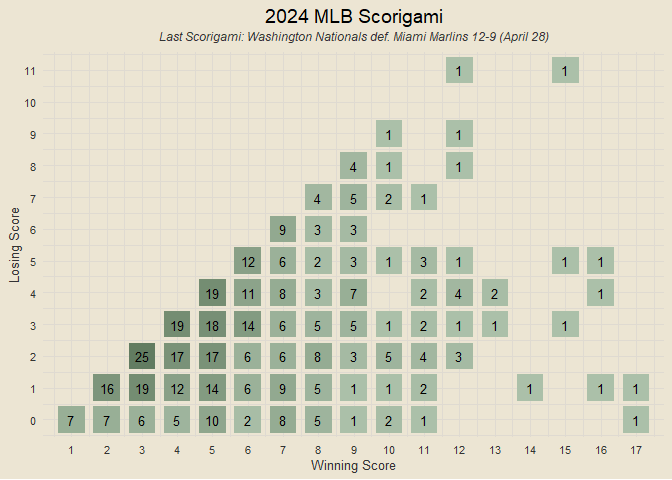 2024 MLB Scorigami
Last Scorigami: Washington Nationals def. Miami Marlins 12-9 (April 28)
11 1 1
10
9 1 1
8 4 1 1
7 4 5 2 1
6 9 3 3
5 12 6 2 3 1 3 1 1 1
4 19 11 8 3 7 2 4 2 1
3 19 18 14 6 5 5 1 2 1 1 1
2 25 17 17 6 6 8 3 5 4 3
1 16 19 12 14 6 9 5 1 1 2 1 1 1
0 7 7 6 5 10 2 8 5 1 2 1 1
1 2 3 4 5 6 7 8 9 10 11 12 13 14 15 16 17
Winning Score
Losing Score